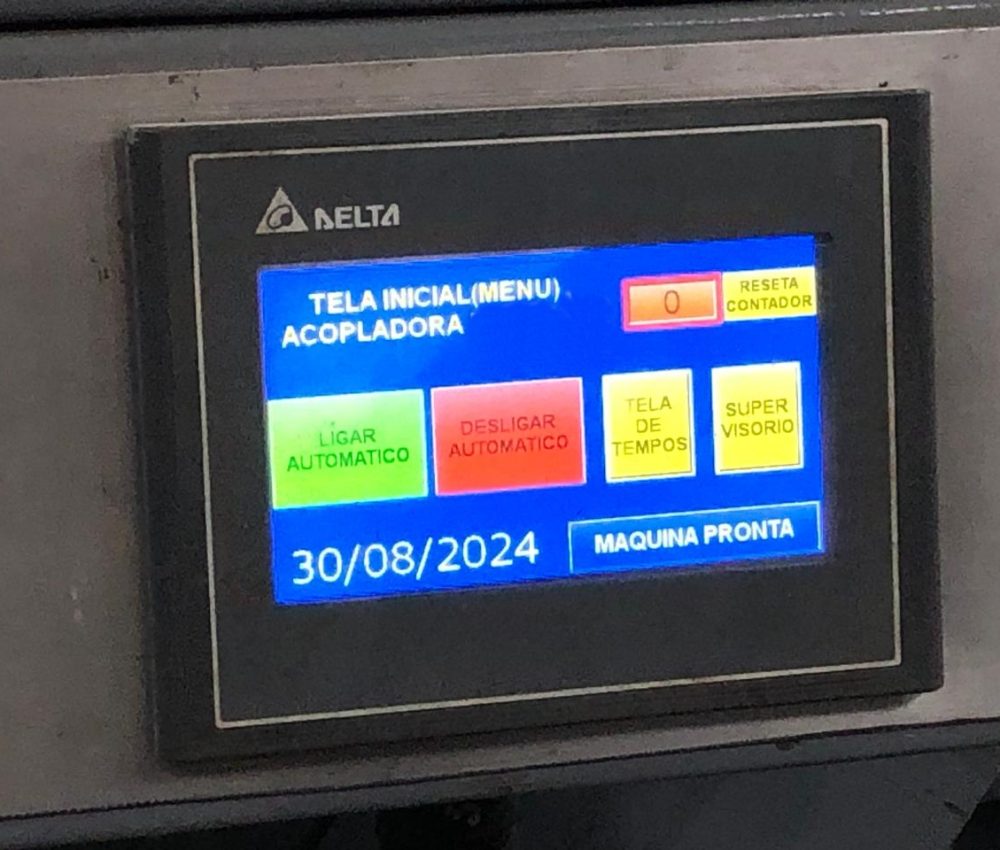 DELTA
TELA INICIAL(MENU)
ACOPLADORA
0
RESETA
CONTADOR
LIGAR
AUTOMATICO
DESLIGAR
AUTOMATICO
TELA
DE
TEMPOS
SUPER
VISORIO
30/08/2024
MAQUINA PRONTA